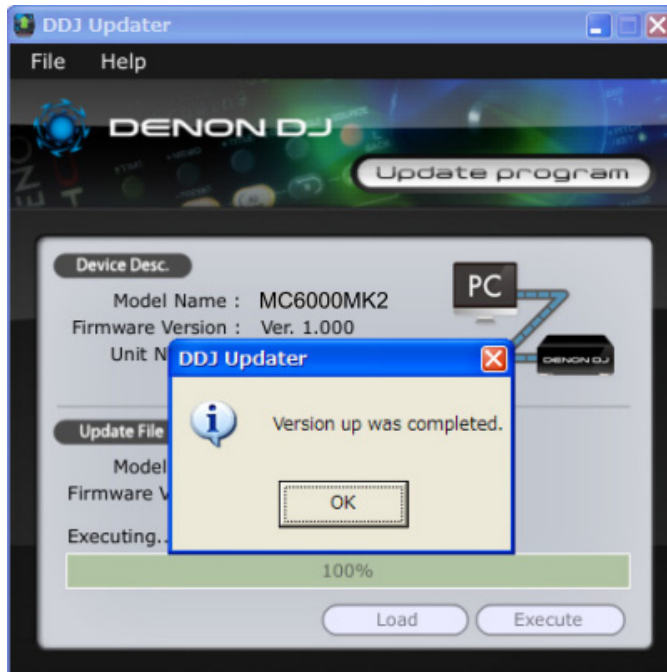 DDJ Updater
File Help
DENON DJ
Update program
Device Desc.
PC
Model Name : MC6000MK2
Firmware Version : Ver. 1.000
DENON DJ
Unit N
DDJ Updater
Version up was completed.
OK
Update File
Model
Firmware V
Executing..
100%
Load Execute